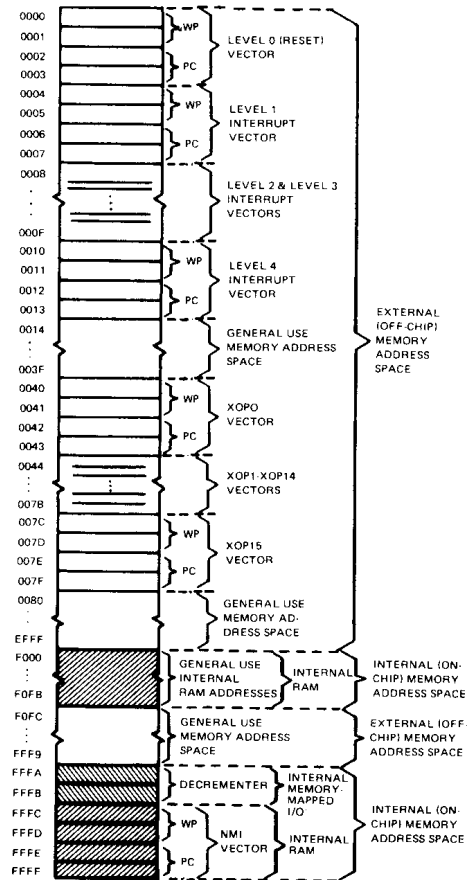 0000
0001
WP
0002
0003
PC
LEVEL 0 (RESET)
VECTOR
0004
0005
WP
0006
0007
PC
LEVEL 1
INTERRUPT
VECTOR
0008
000F
LEVEL 2 & LEVEL 3
INTERRUPT
VECTORS
0010
0011
WP
0012
0013
PC
LEVEL 4
INTERRUPT
VECTOR
0014
003F
GENERAL USE
MEMORY ADDRESS
SPACE
EXTERNAL
(OFF-CHIP)
MEMORY
ADDRESS
SPACE
0040
0041
WP
0042
0043
PC
XOP0
VECTOR
0044
007B
XOP1-XOP14
VECTORS
007C
007D
WP
007E
007F
PC
XOP15
VECTOR
0080
EFFF
GENERAL USE
MEMORY AD-
DRESS SPACE
F000
F0FB
GENERAL USE
INTERNAL
RAM ADDRESSES
INTERNAL
RAM
INTERNAL (ON-
CHIP) MEMORY
ADDRESS SPACE
F0FC
FFF9
GENERAL USE
MEMORY ADDRESS
SPACE
EXTERNAL (OFF-
CHIP) MEMORY
ADDRESS SPACE
FFFA
FFFB
DECREMENTER
INTERNAL
MEMORY-
MAPPED
I/O
FFFC
FFFD
WP
FFFE
FFFF
PC
NMI
VECTOR
INTERNAL
RAM
INTERNAL (ON-
CHIP) MEMORY
ADDRESS SPACE